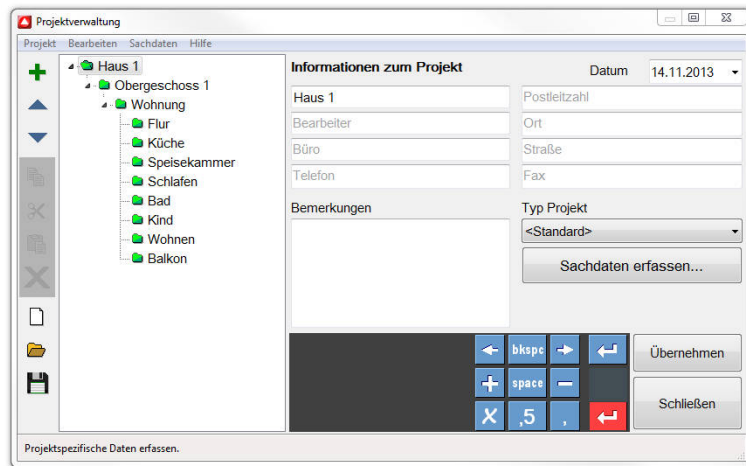 Projektverwaltung
Projekt Bearbeiten Sachdaten Hilfe
Haus 1
Obergeschoss 1
Wohnung
Flur
Küche
Speisekammer
Schlafen
Bad
Kind
Wohnen
Balkon
Informationen zum Projekt
Datum 14.11.2013
Haus 1 Postleitzahl
Bearbeiter Ort
Büro Straße
Telefon Fax
Bemerkungen Typ Projekt
<Standard>
Sachdaten erfassen...
bkspc
space
,5 ,
Übernehmen
Schließen
Projektspezifische Daten erfassen.